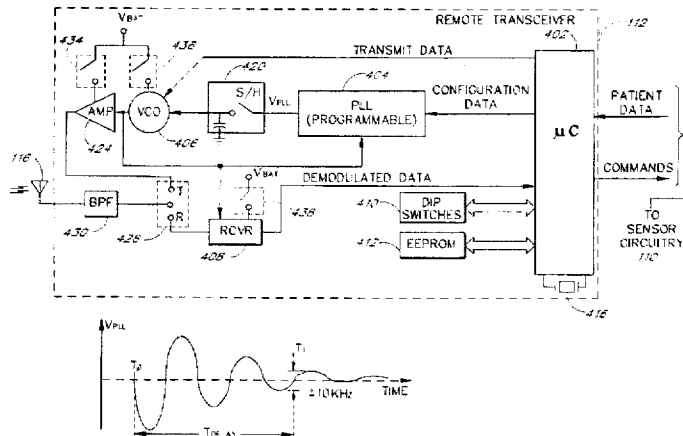 REMOTE TRANSCEIVER
112
402
VBAT
434
436
420
404
TRANSMIT DATA
S/H
VPLL
PLL
(PROGRAMMABLE)
CONFIGURATION
DATA
μC
PATIENT
DATA
AMP
VCO
424
406
COMMANDS
116
VBAT
DEMODULATED DATA
BPF
T
R
430
428
438
RCVR
408
410
DIP
SWITCHES
412
EEPROM
TO
SENSOR
CIRCUITRY
110
416
VPLL
T0
T1
TIME
±10KHz
TDELAY